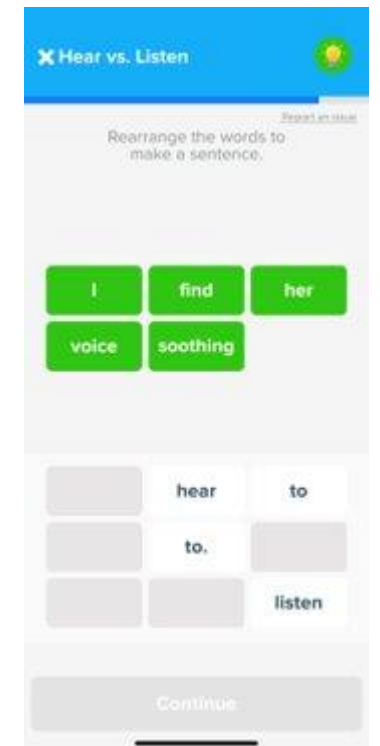 × Hear vs. Listen
Report an issue
Rearrange the words to
make a sentence.
I find her
voice soothing
hear to
to.
listen
Continue